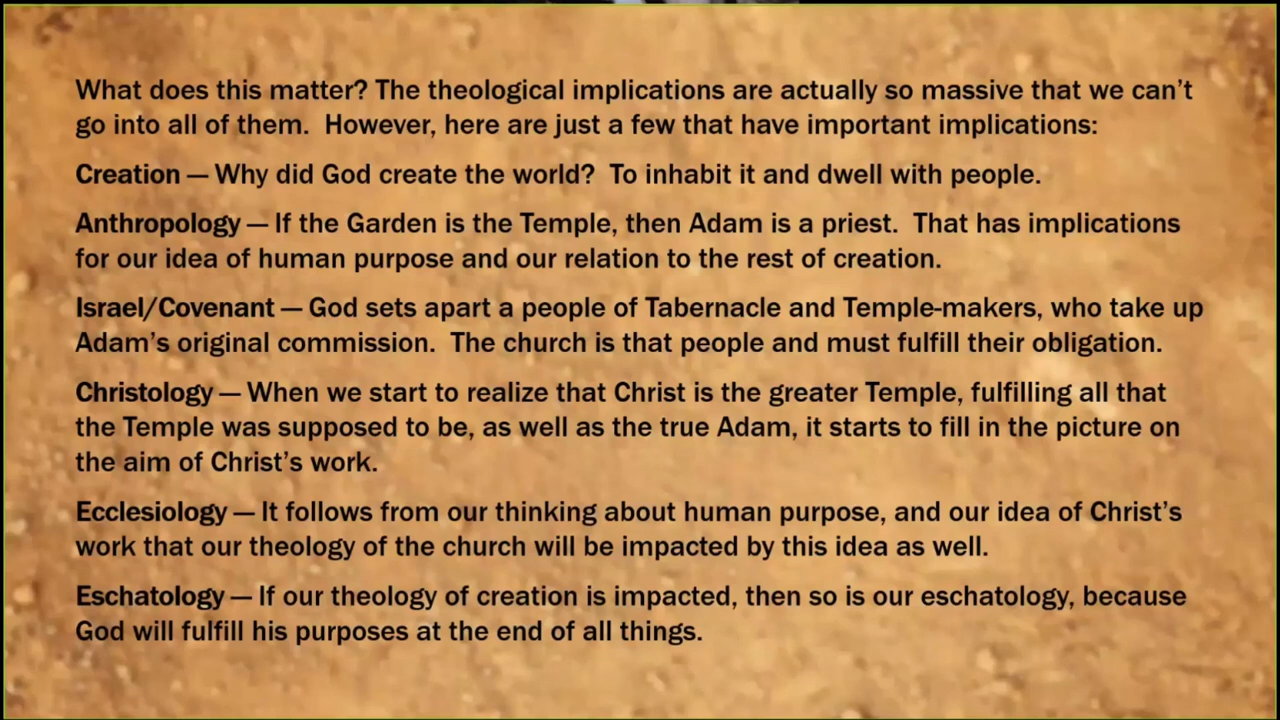 What does this matter? The theological implications are actually so massive that we can't
go into all of them.  However, here are just a few that have important implications:
Creation — Why did God create the world?  To inhabit it and dwell with people.
Anthropology — If the Garden is the Temple, then Adam is a priest.  That has implications
for our idea of human purpose and our relation to the rest of creation.
Israel/Covenant — God sets apart a people of Tabernacle and Temple-makers, who take up
Adam's original commission.  The church is that people and must fulfill their obligation.
Christology — When we start to realize that Christ is the greater Temple, fulfilling all that
the Temple was supposed to be, as well as the true Adam, it starts to fill in the picture on
the aim of Christ's work.
Ecclesiology — It follows from our thinking about human purpose, and our idea of Christ's
work that our theology of the church will be impacted by this idea as well.
Eschatology — If our theology of creation is impacted, then so is our eschatology, because
God will fulfill his purposes at the end of all things.